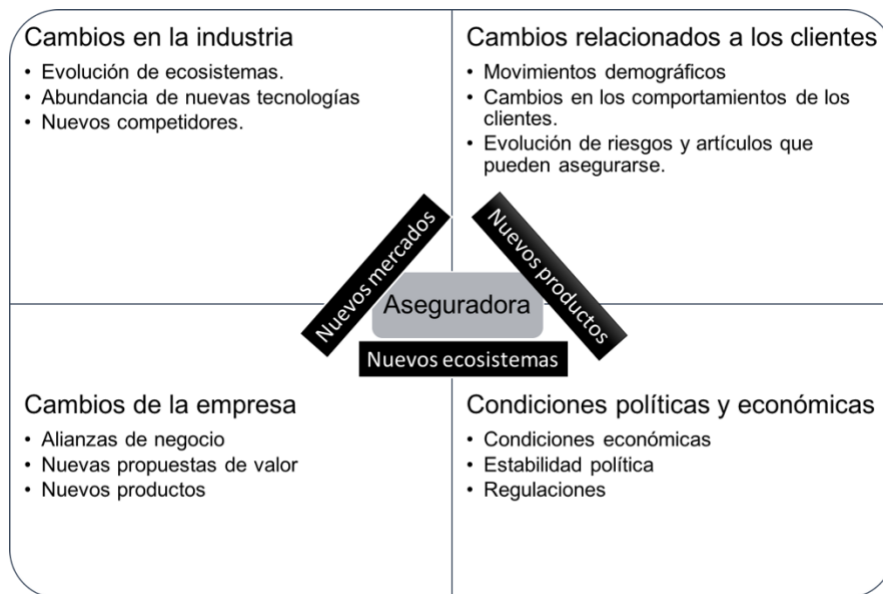 Cambios en la industria
• Evolución de ecosistemas.
• Abundancia de nuevas tecnologías
• Nuevos competidores.
Cambios relacionados a los clientes
• Movimientos demográficos
• Cambios en los comportamientos de los
clientes.
• Evolución de riesgos y artículos que
pueden asegurarse.
Nuevos mercados
Nuevos productos
Aseguradora
Nuevos ecosistemas
Cambios de la empresa
• Alianzas de negocio
• Nuevas propuestas de valor
• Nuevos productos
Condiciones políticas y económicas
• Condiciones económicas
• Estabilidad política
• Regulaciones